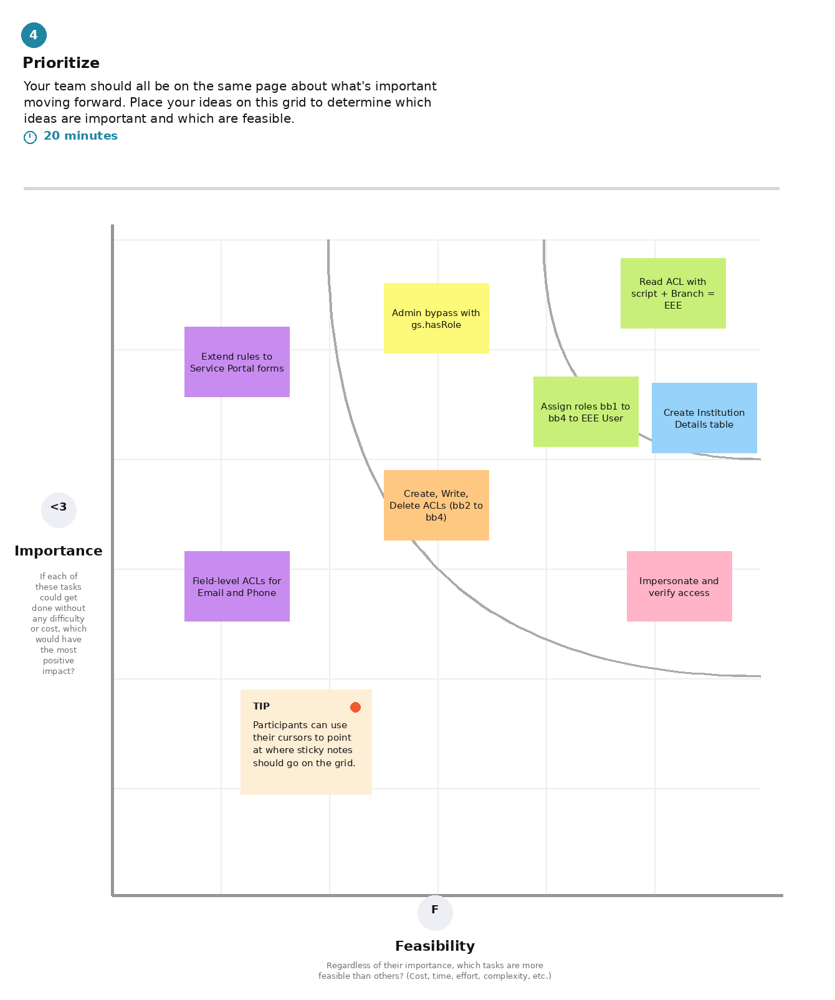 4
Prioritize
Your team should all be on the same page about what's important
moving forward. Place your ideas on this grid to determine which
ideas are important and which are feasible.
20 minutes
Read ACL with
script + Branch =
EEE
Admin bypass with
gs.hasRole
Extend rules to
Service Portal forms
Assign roles bb1 to
bb4 to EEE User
Create Institution
Details table
Create, Write,
Delete ACLs (bb2 to
bb4)
<3
Importance
If each of
these tasks
could get
done without
any difficulty
or cost, which
would have
the most
positive
impact?
Field-level ACLs for
Email and Phone
Impersonate and
verify access
TIP
Participants can use
their cursors to point
at where sticky notes
should go on the grid.
F
Feasibility
Regardless of their importance, which tasks are more
feasible than others? (Cost, time, effort, complexity, etc.)